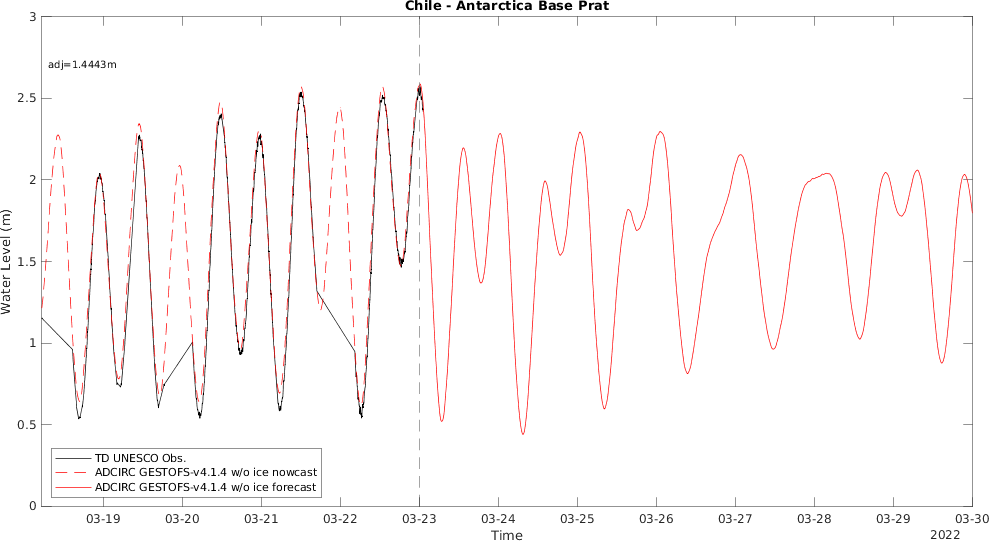 Chile - Antarctica Base Prat
adj=1.4443m
3
2.5
2
1.5
1
0.5
0
Water Level (m)
TD UNESCO Obs.
ADCIRC GESTOFS-v4.1.4 w/o ice nowcast
ADCIRC GESTOFS-v4.1.4 w/o ice forecast
03-19 03-20 03-21 03-22 03-23 03-24 03-25 03-26 03-27 03-28 03-29 03-30
Time
2022